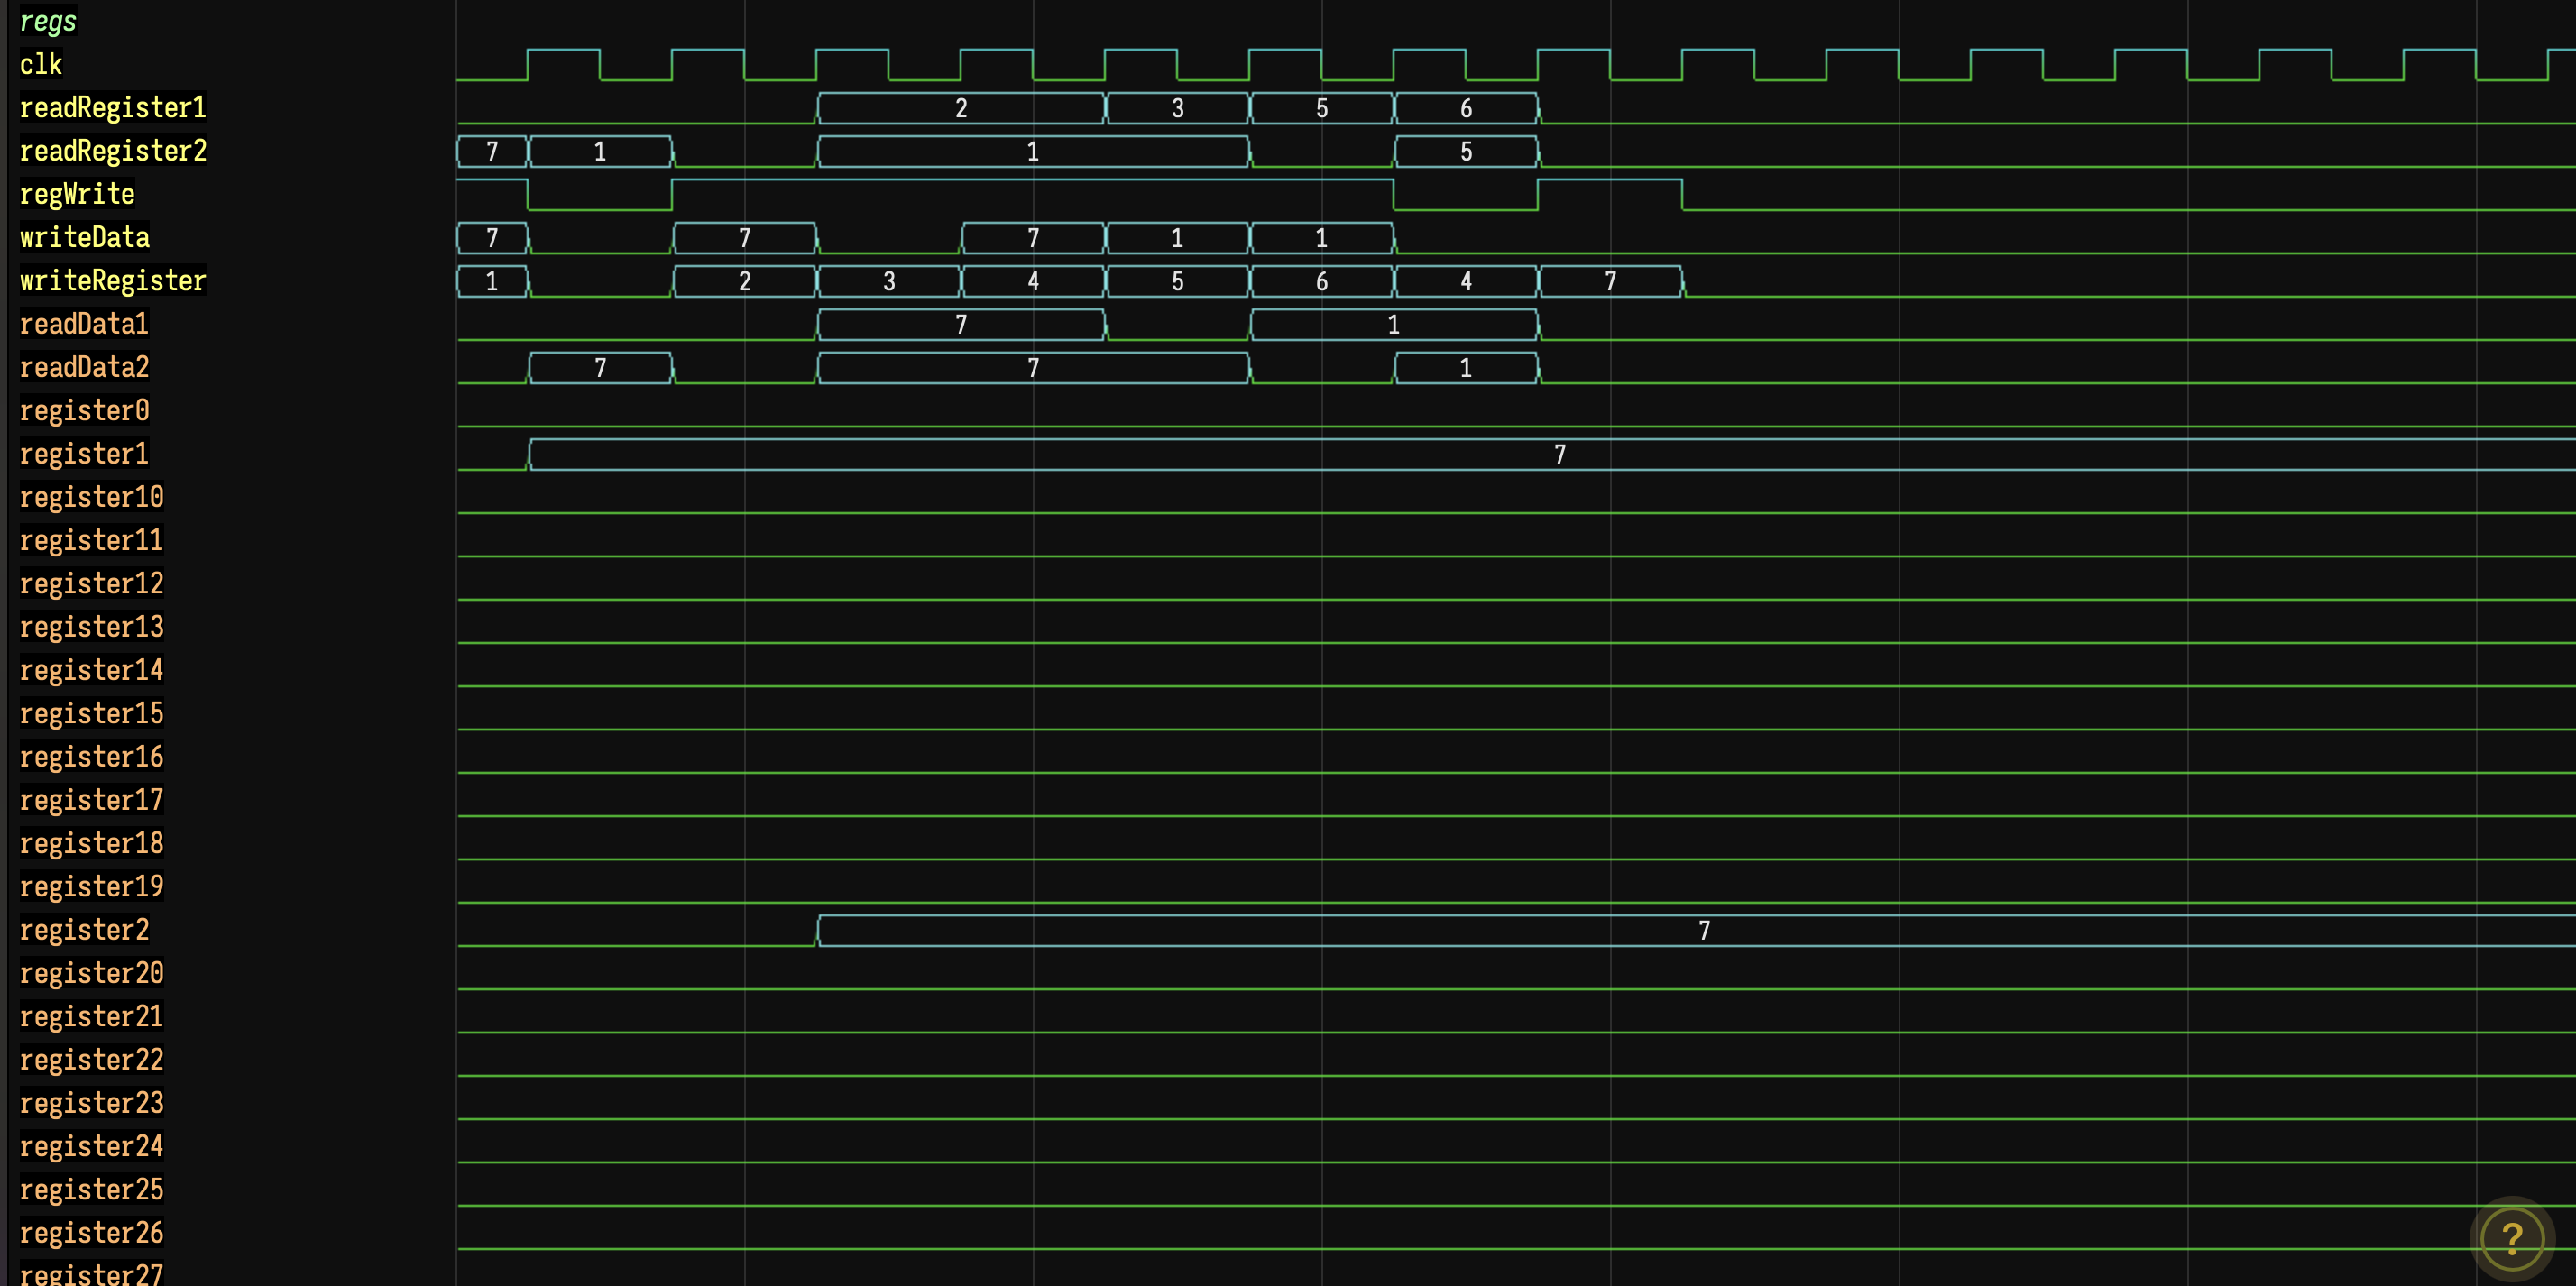 regs
clk
readRegister1 2 3 5 6
readRegister2 7 1 1 5
regWrite
writeData 7 7 7 1 1
writeRegister 1 2 3 4 5 6 4 7
readData1 7 1
readData2 7 7 1
register0
register1 7
register10
register11
register12
register13
register14
register15
register16
register17
register18
register19
register2 7
register20
register21
register22
register23
register24
register25
register26
register27
?